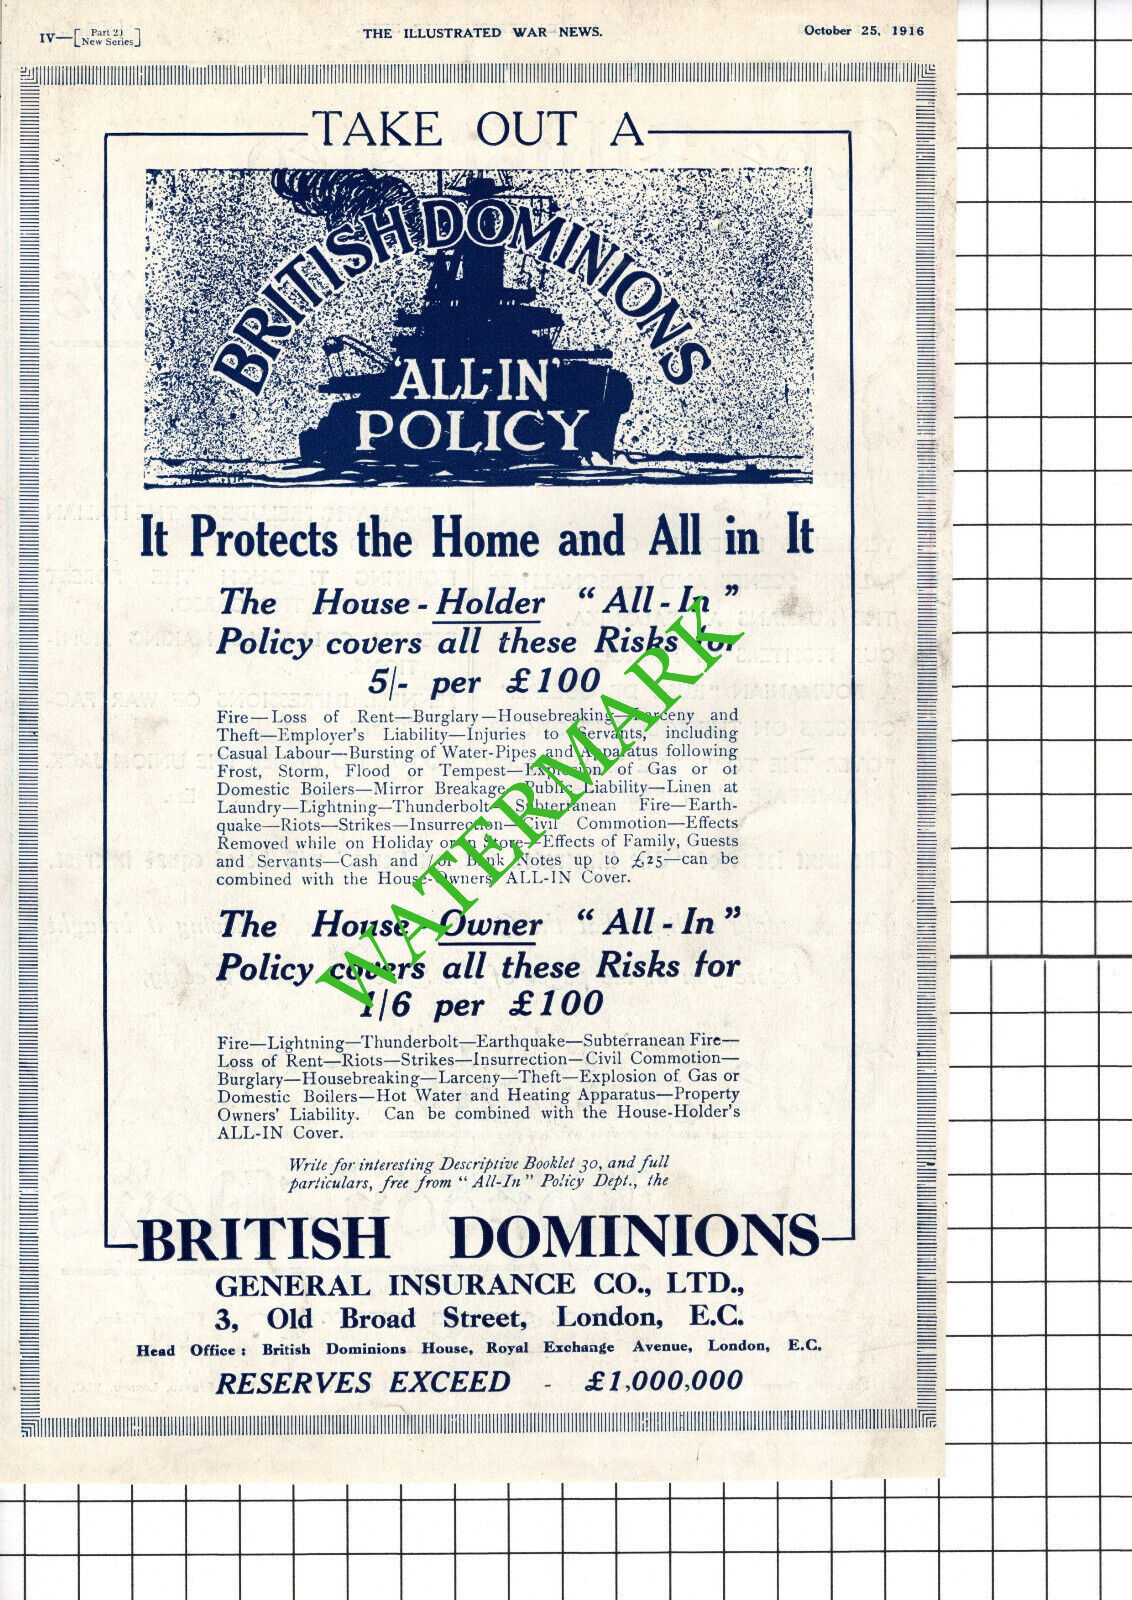 IV—[Part 20 New Series]
THE ILLUSTRATED WAR NEWS.
October 25, 1916
TAKE OUT A
BRITISH DOMINIONS
'ALL-IN'
POLICY
It Protects the Home and All in It
The House-Holder "All-In"
Policy covers all these Risks for
5/- per £100
Fire—Loss of Rent—Burglary—Housebreaking—Larceny and
Theft—Employer's Liability—Injuries to Servants, including
Casual Labour—Bursting of Water-Pipes and Apparatus following
Frost, Storm, Flood or Tempest—Explosion of Gas or of
Domestic Boilers—Mirror Breakage—Public Liability—Linen at
Laundry—Lightning—Thunderbolt—Subterranean Fire—Earth-
quake—Riots—Strikes—Insurrection—Civil Commotion—Effects
Removed while on Holiday or in Store—Effects of Family, Guests
and Servants—Cash and/or Bank Notes up to £25—can be
combined with the House-Owners' ALL-IN Cover.
The House-Owner "All-In"
Policy covers all these Risks for
1/6 per £100
Fire—Lightning—Thunderbolt—Earthquake—Subterranean Fire—
Loss of Rent—Riots—Strikes—Insurrection—Civil Commotion—
Burglary—Housebreaking—Larceny—Theft—Explosion of Gas or
Domestic Boilers—Hot Water and Heating Apparatus—Property
Owners' Liability. Can be combined with the House-Holder's
ALL-IN Cover.
Write for interesting Descriptive Booklet 30, and full
particulars, free from "All-In" Policy Dept., the
BRITISH DOMINIONS
GENERAL INSURANCE CO., LTD.,
3, Old Broad Street, London, E.C.
Head Office: British Dominions House, Royal Exchange Avenue, London, E.C.
RESERVES EXCEED - £1,000,000
WATERMARK